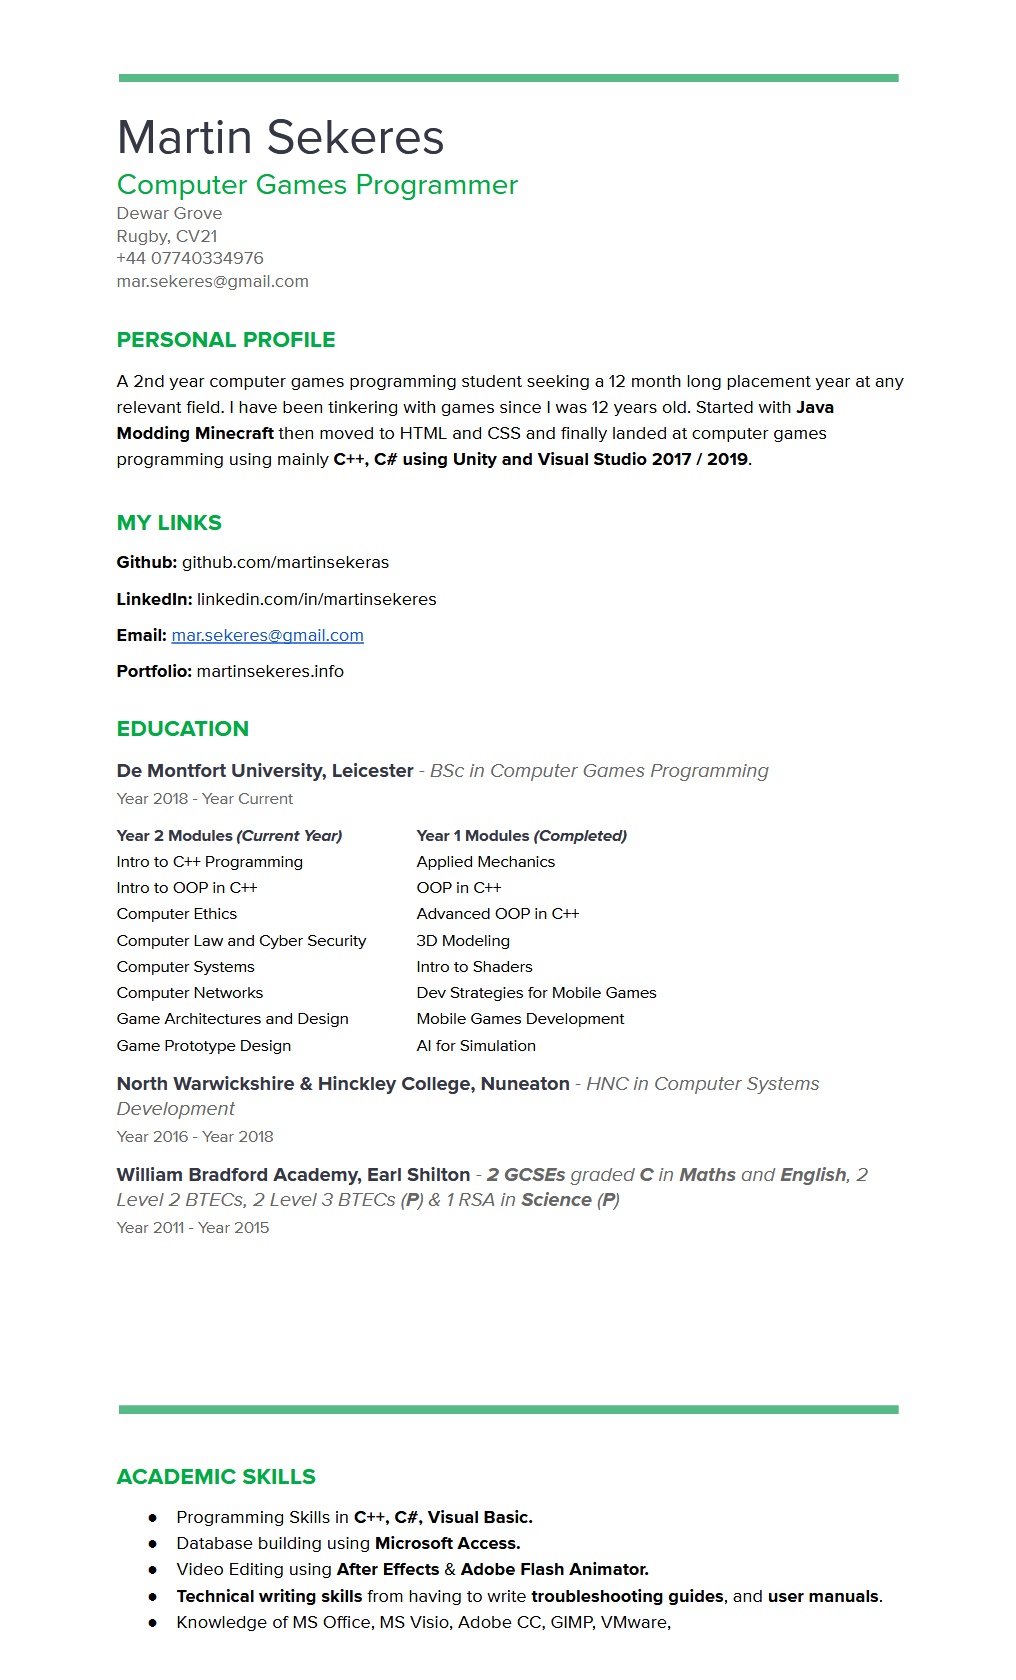 Martin Sekeres
Computer Games Programmer
Dewar Grove
Rugby, CV21
+44 07740334976
mar.sekeres@gmail.com
PERSONAL PROFILE
A 2nd year computer games programming student seeking a 12 month long placement year at any
relevant field. I have been tinkering with games since I was 12 years old. Started with Java
Modding Minecraft then moved to HTML and CSS and finally landed at computer games
programming using mainly C++, C# using Unity and Visual Studio 2017 / 2019.
MY LINKS
Github: github.com/martinsekeras
LinkedIn: linkedin.com/in/martinsekeres
Email: mar.sekeres@gmail.com
Portfolio: martinsekeres.info
EDUCATION
De Montfort University, Leicester - BSc in Computer Games Programming
Year 2018 - Year Current
Year 2 Modules (Current Year)
Intro to C++ Programming
Intro to OOP in C++
Computer Ethics
Computer Law and Cyber Security
Computer Systems
Computer Networks
Game Architectures and Design
Game Prototype Design
Year 1 Modules (Completed)
Applied Mechanics
OOP in C++
Advanced OOP in C++
3D Modeling
Intro to Shaders
Dev Strategies for Mobile Games
Mobile Games Development
AI for Simulation
North Warwickshire & Hinckley College, Nuneaton - HNC in Computer Systems
Development
Year 2016 - Year 2018
William Bradford Academy, Earl Shilton - 2 GCSEs graded C in Maths and English, 2
Level 2 BTECs, 2 Level 3 BTECs (P) & 1 RSA in Science (P)
Year 2011 - Year 2015
ACADEMIC SKILLS
● Programming Skills in C++, C#, Visual Basic.
● Database building using Microsoft Access.
● Video Editing using After Effects & Adobe Flash Animator.
● Technical writing skills from having to write troubleshooting guides, and user manuals.
● Knowledge of MS Office, MS Visio, Adobe CC, GIMP, VMware,